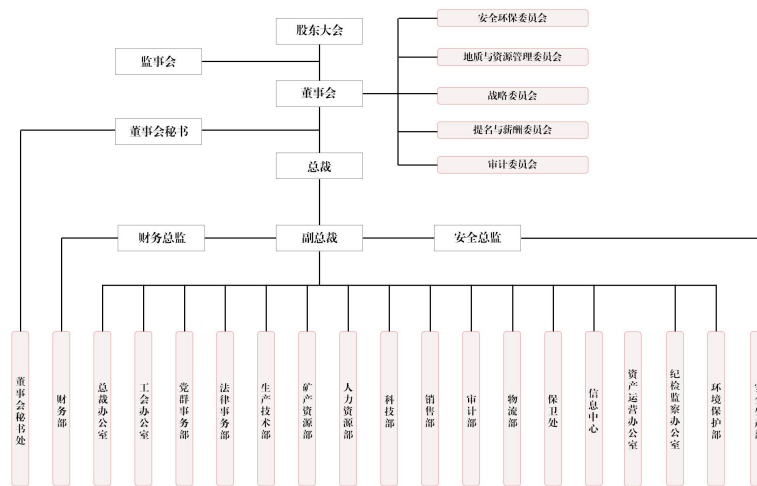 股东大会
安全环保委员会
监事会
地质与资源管理委员会
董事会
战略委员会
董事会秘书
提名与薪酬委员会
总裁
审计委员会
财务总监
副总裁
安全总监
董事会秘书处
财务部
总裁办公室
工会办公室
党群事务部
法律事务部
生产技术部
矿产资源部
人力资源部
科技部
销售部
审计部
物流部
保卫处
信息中心
资产运营办公室
纪检监察办公室
环境保护部